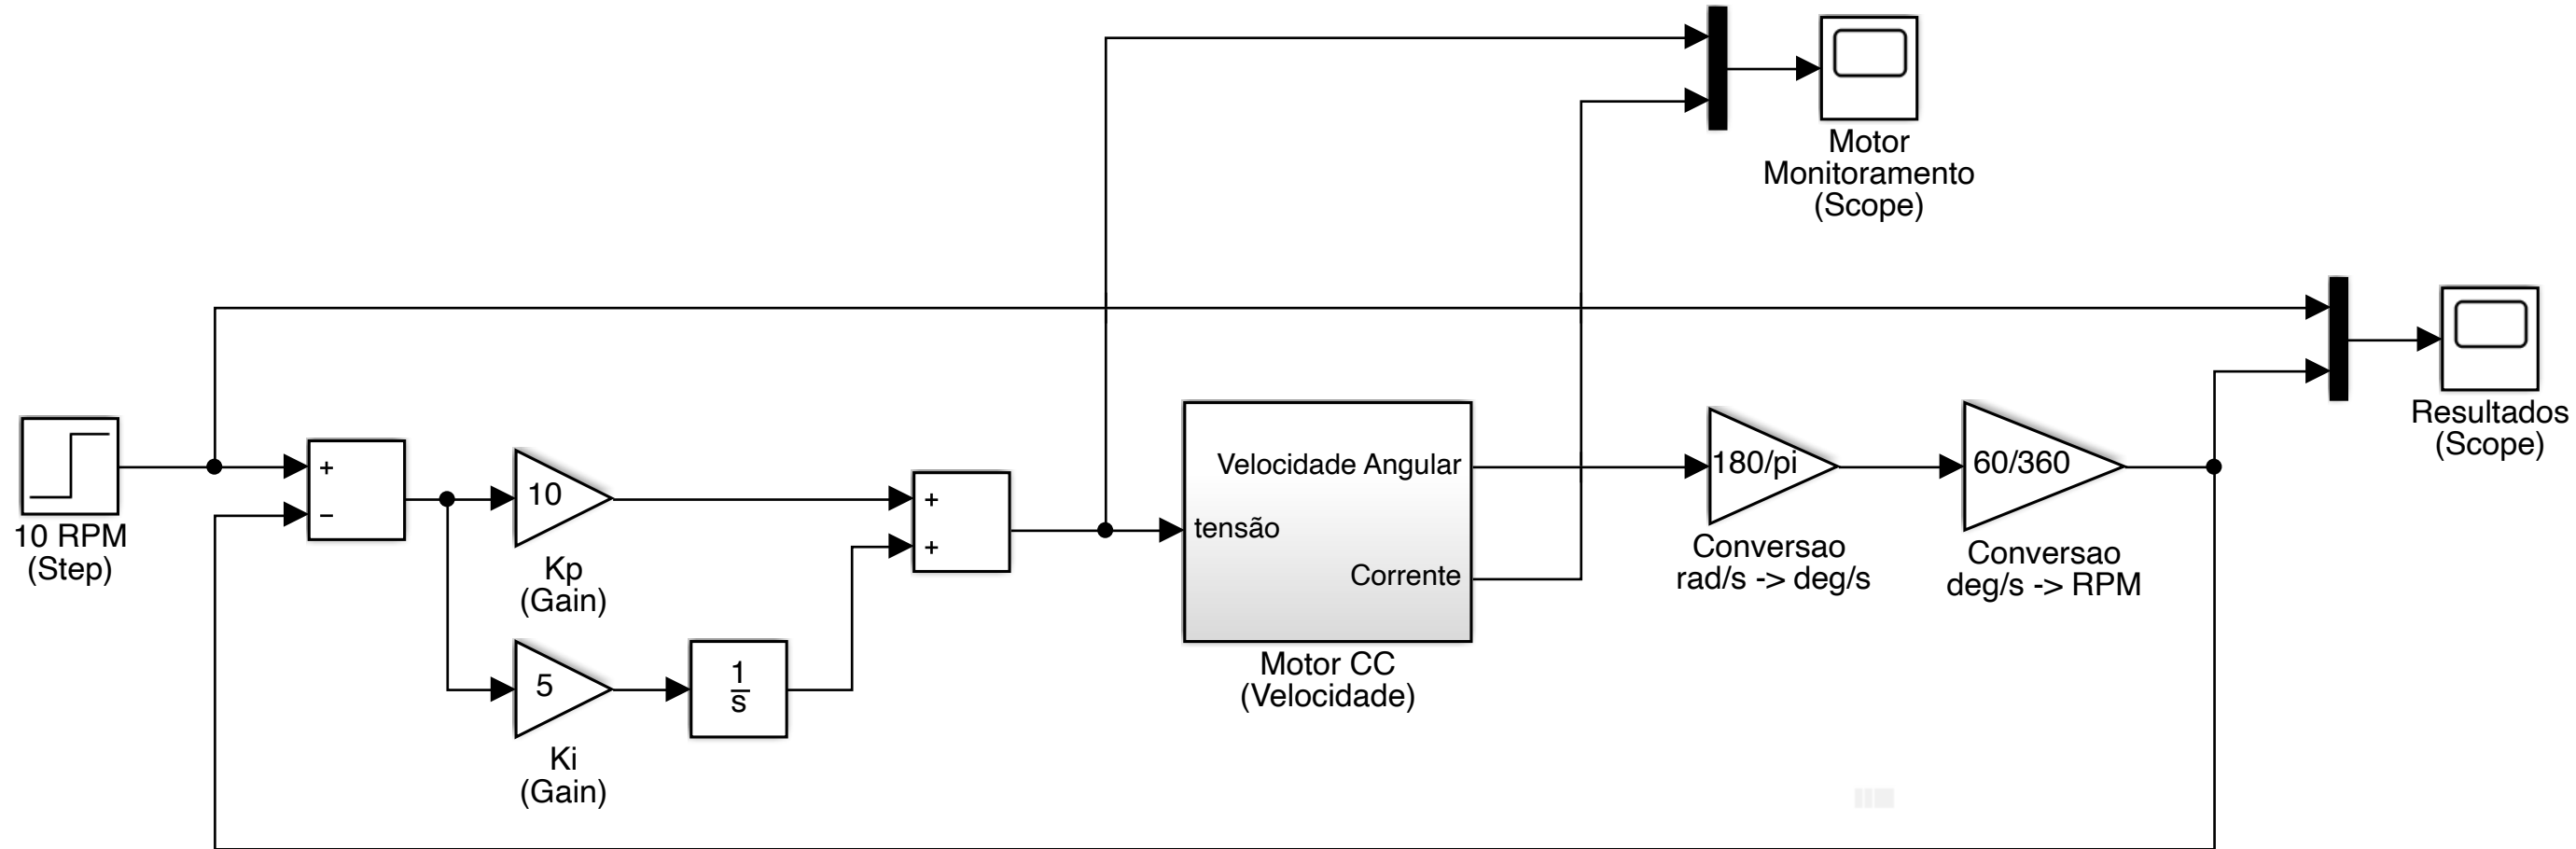 Motor
Monitoramento
(Scope)
Resultados
(Scope)
10 RPM
(Step)
+
−
10
Kp
(Gain)
5
Ki
(Gain)
1
s
+
+
Velocidade Angular
tensão
Corrente
Motor CC
(Velocidade)
180/pi
Conversao
rad/s -> deg/s
60/360
Conversao
deg/s -> RPM